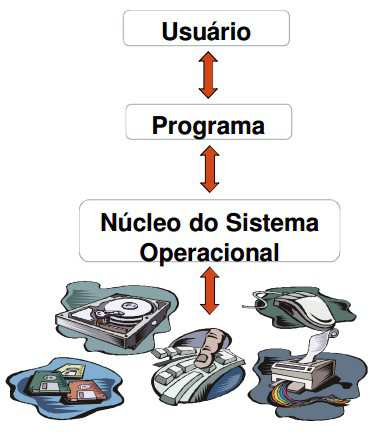 Usuário
Programa
Núcleo do Sistema
Operacional